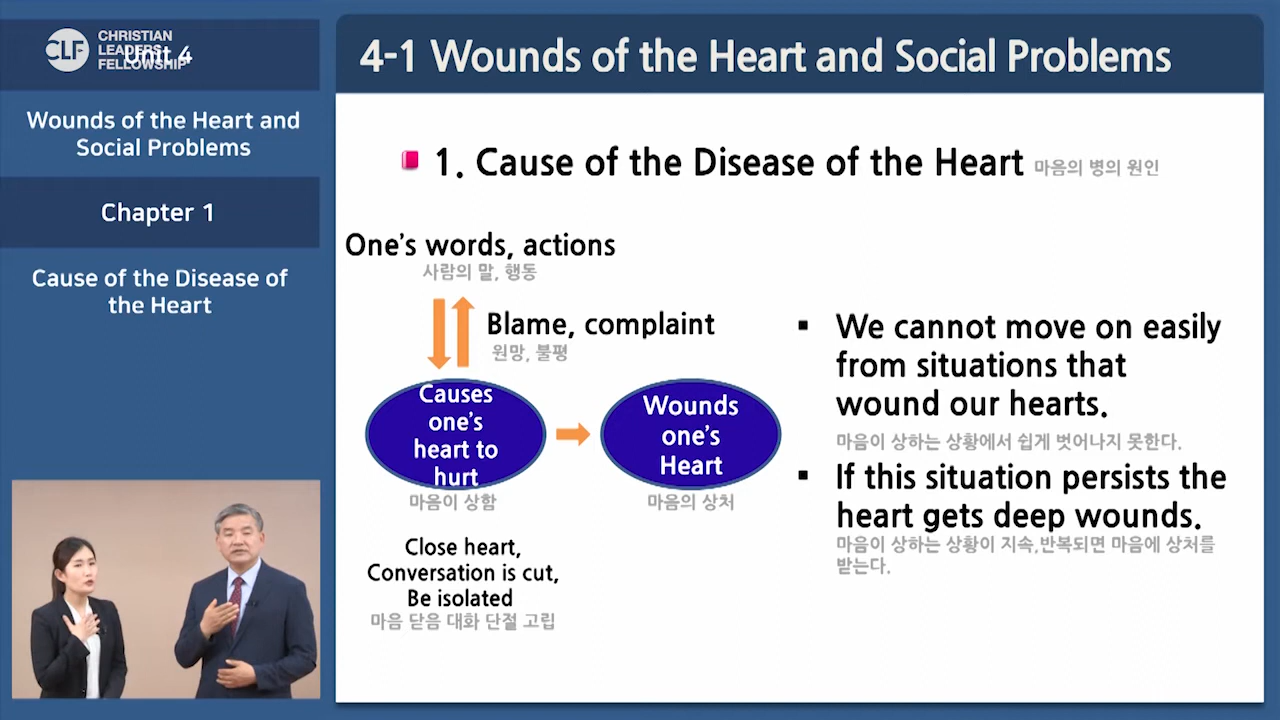 CLF
CHRISTIAN
LEADERS
FELLOWSHIP
Unit 4
Wounds of the Heart and
Social Problems
Chapter 1
Cause of the Disease of
the Heart
4-1 Wounds of the Heart and Social Problems
1. Cause of the Disease of the Heart 마음의 병의 원인
One's words, actions
사람의 말, 행동
Blame, complaint
원망, 불평
Causes
one's
heart to
hurt
마음이 상함
Wounds
one's
Heart
마음의 상처
Close heart,
Conversation is cut,
Be isolated
마음 닫음 대화 단절 고립
▪ We cannot move on easily
from situations that
wound our hearts.
마음이 상하는 상황에서 쉽게 벗어나지 못한다.
▪ If this situation persists the
heart gets deep wounds.
마음이 상하는 상황이 지속,반복되면 마음에 상처를
받는다.